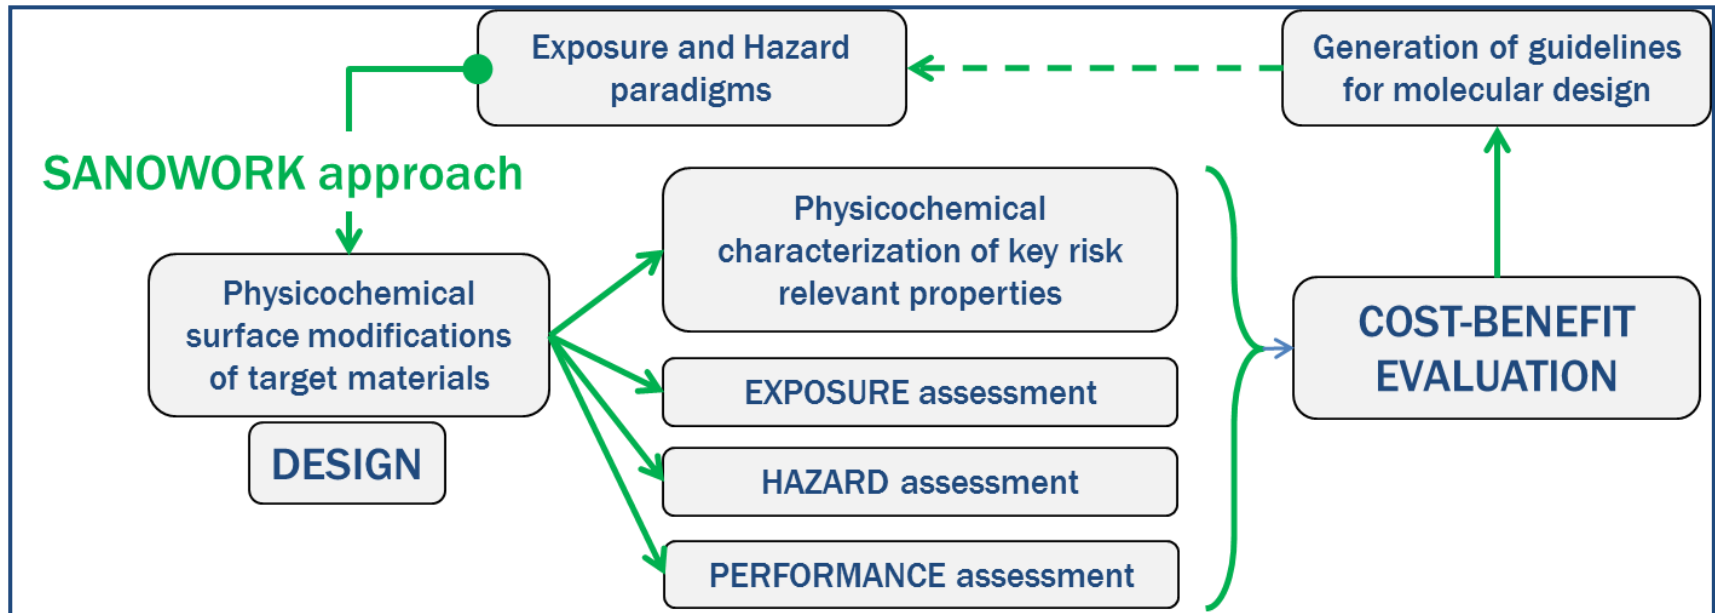 Exposure and Hazard
paradigms
Generation of guidelines
for molecular design
SANOWORK approach
Physicochemical
surface modifications
of target materials
DESIGN
Physicochemical
characterization of key risk
relevant properties
EXPOSURE assessment
HAZARD assessment
PERFORMANCE assessment
COST-BENEFIT
EVALUATION